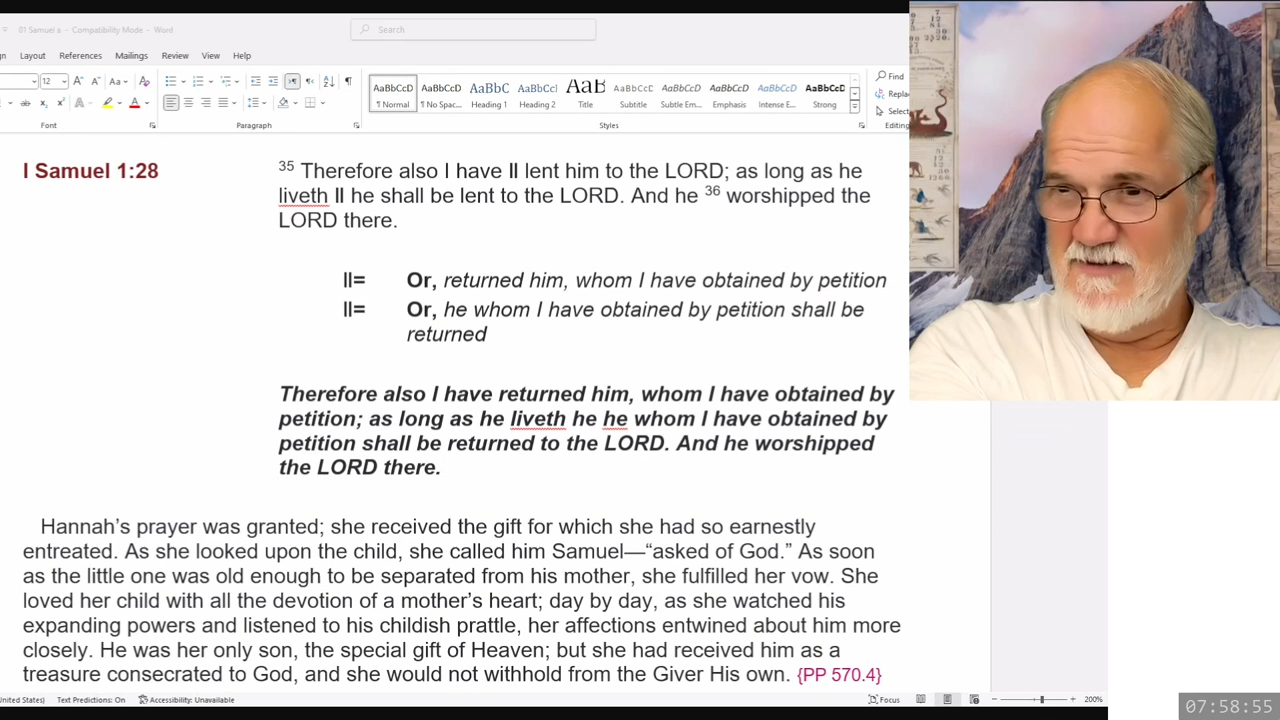 01 Samuel a - Compatibility Mode - Word
Search
Layout References Mailings Review View Help
12 Aa
AaBbCcD AaBbCcD AaBbC AaBbCcl AaB AaBbCcD AaBbCcD AaBbCcD AaBbCcD AaBbCcD
¶ Normal ¶ No Spac... Heading 1 Heading 2 Title Subtitle Subtle Em... Emphasis Intense E... Strong
Find
Font Paragraph Styles Editing
I Samuel 1:28
35 Therefore also I have ll lent him to the LORD; as long as he
liveth ll he shall be lent to the LORD. And he 36 worshipped the
LORD there.
ll= Or, returned him, whom I have obtained by petition
ll= Or, he whom I have obtained by petition shall be
returned
Therefore also I have returned him, whom I have obtained by
petition; as long as he liveth he he whom I have obtained by
petition shall be returned to the LORD. And he worshipped
the LORD there.
Hannah’s prayer was granted; she received the gift for which she had so earnestly
entreated. As she looked upon the child, she called him Samuel—“asked of God.” As soon
as the little one was old enough to be separated from his mother, she fulfilled her vow. She
loved her child with all the devotion of a mother’s heart; day by day, as she watched his
expanding powers and listened to his childish prattle, her affections entwined about him more
closely. He was her only son, the special gift of Heaven; but she had received him as a
treasure consecrated to God, and she would not withhold from the Giver His own. {PP 570.4}
United States) Text Predictions: On Accessibility: Unavailable Focus 200%
07:58:55